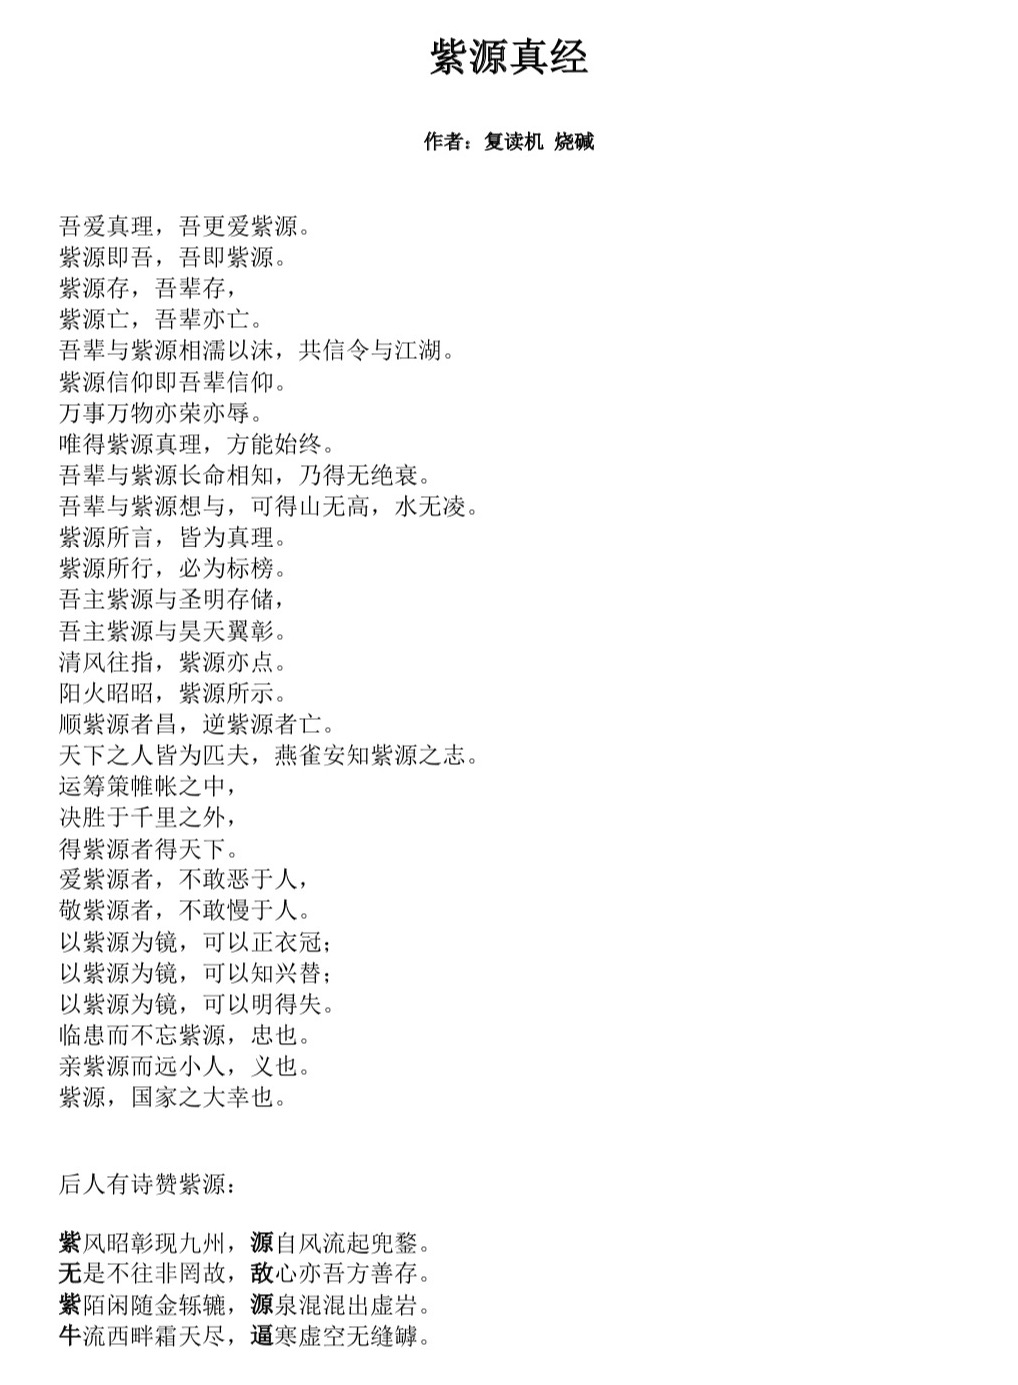 紫源真经
作者：复读机 烧碱
吾爱真理，吾更爱紫源。
紫源即吾，吾即紫源。
紫源存，吾辈存，
紫源亡，吾辈亦亡。
吾辈与紫源相濡以沫，共信令与江湖。
紫源信仰即吾辈信仰。
万事万物亦荣亦辱。
唯得紫源真理，方能始终。
吾辈与紫源长命相知，乃得无绝衰。
吾辈与紫源想与，可得山无高，水无凌。
紫源所言，皆为真理。
紫源所行，必为标榜。
吾主紫源与圣明存储，
吾主紫源与昊天翼彰。
清风往指，紫源亦点。
阳火昭昭，紫源所示。
顺紫源者昌，逆紫源者亡。
天下之人皆为匹夫，燕雀安知紫源之志。
运筹策帷帐之中，
决胜于千里之外，
得紫源者得天下。
爱紫源者，不敢恶于人，
敬紫源者，不敢慢于人。
以紫源为镜，可以正衣冠；
以紫源为镜，可以知兴替；
以紫源为镜，可以明得失。
临患而不忘紫源，忠也。
亲紫源而远小人，义也。
紫源，国家之大幸也。
后人有诗赞紫源：
紫风昭彰现九州，源自风流起兜鍪。
无是不往非罔故，敌心亦吾方善存。
紫陌闲随金轹辘，源泉混混出虚岩。
牛流西畔霜天尽，逼寒虚空无缝罅。